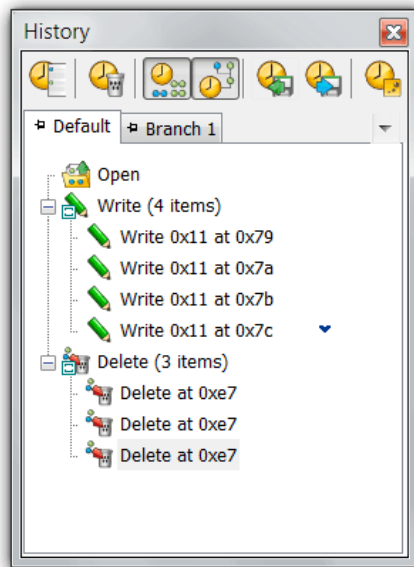 History
Default
Branch 1
Open
Write (4 items)
Write 0x11 at 0x79
Write 0x11 at 0x7a
Write 0x11 at 0x7b
Write 0x11 at 0x7c
Delete (3 items)
Delete at 0xe7
Delete at 0xe7
Delete at 0xe7